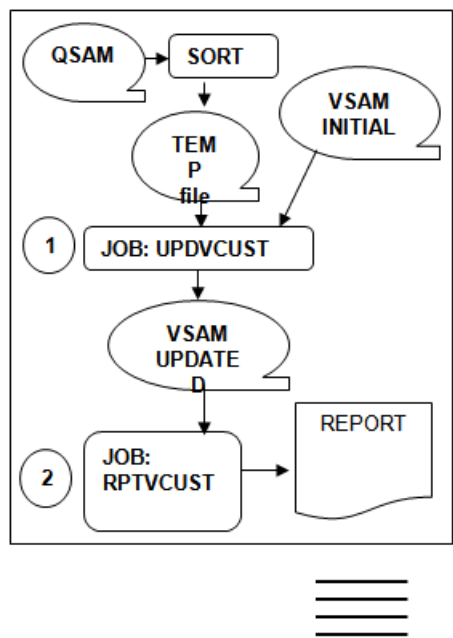 QSAM
SORT
VSAM
INITIAL
TEM
P
file
1
JOB: UPDVCUST
VSAM
UPDATE
D
REPORT
JOB:
RPTVCUST
2